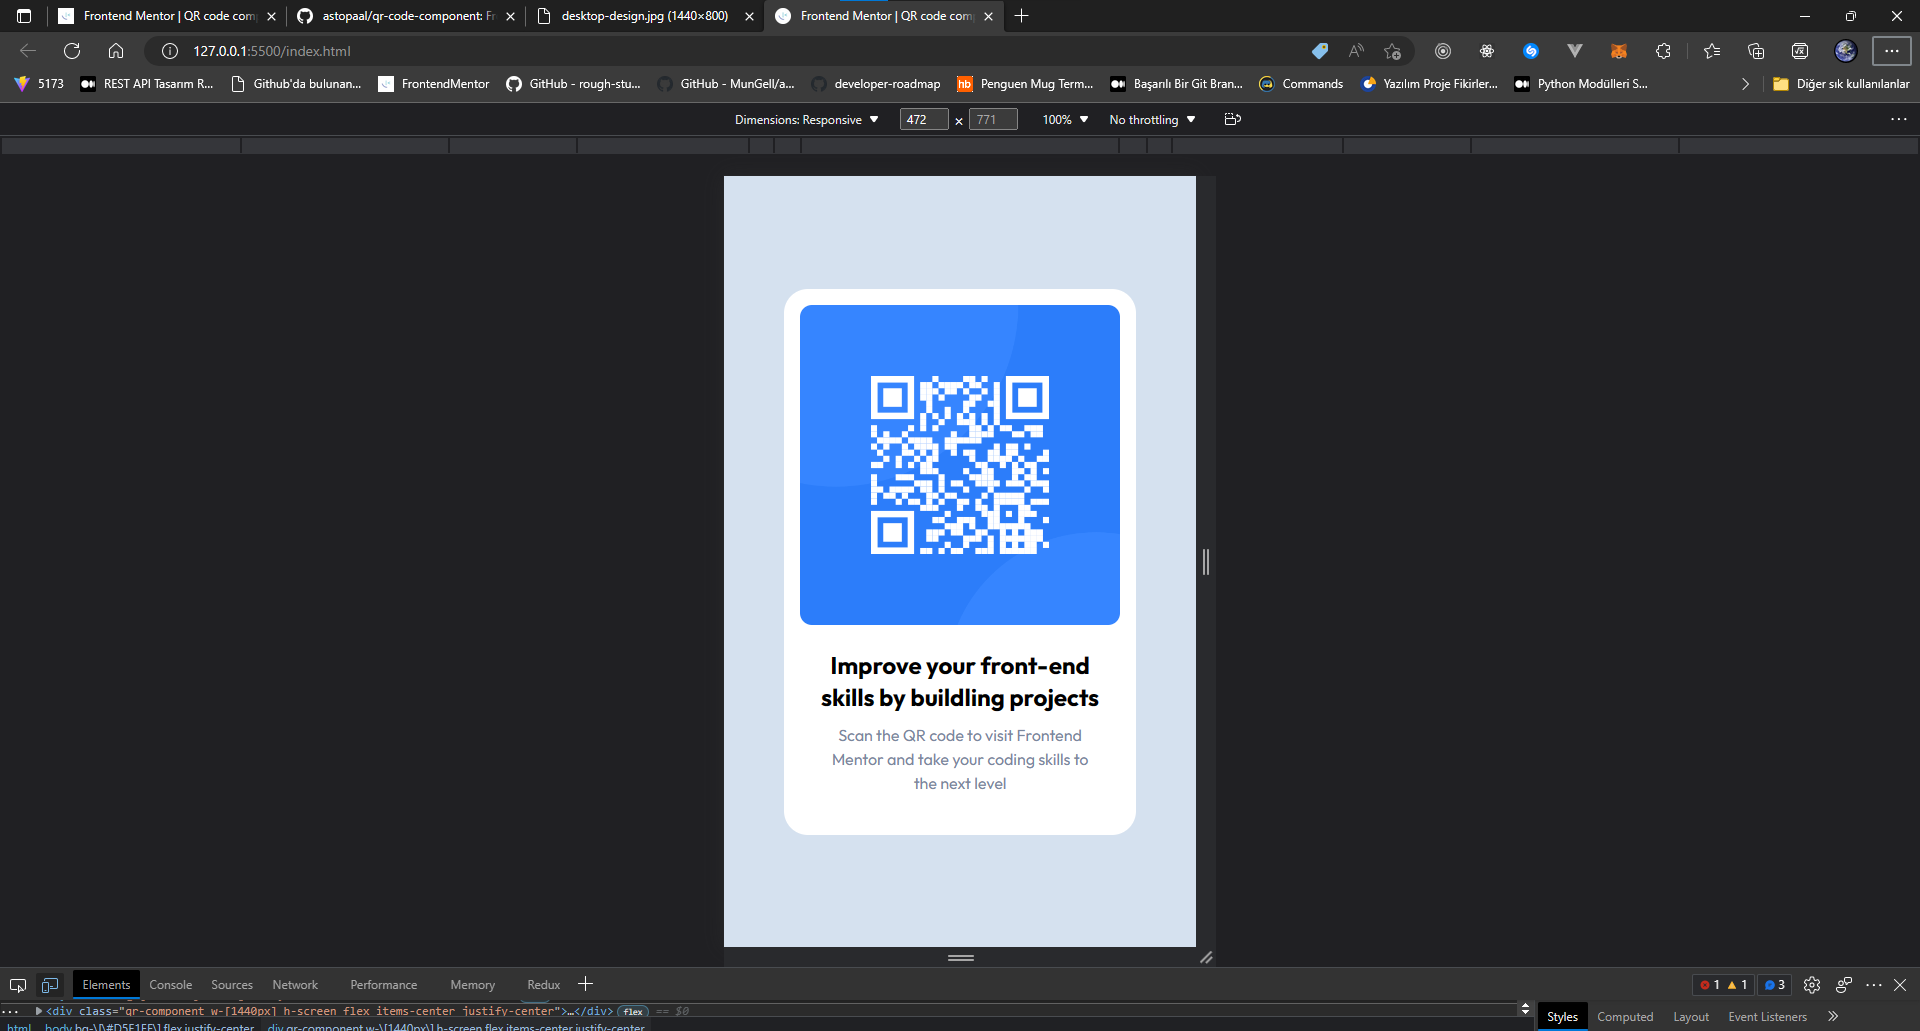 Frontend Mentor | QR code com
astopaal/qr-code-component: Fr
desktop-design.jpg (1440×800)
Frontend Mentor | QR code com
127.0.0.1:5500/index.html
5173
REST API Tasarım R...
Github'da bulunan...
FrontendMentor
GitHub - rough-stu...
GitHub - MunGell/a...
developer-roadmap
hb
Penguen Mug Term...
Başarılı Bir Git Bran...
Commands
Yazılım Proje Fikirler...
Python Modülleri S...
Diğer sık kullanılanlar
Dimensions: Responsive
472
×
771
100%
No throttling
Improve your front-end
skills by buildling projects
Scan the QR code to visit Frontend
Mentor and take your coding skills to
the next level
Elements
Console
Sources
Network
Performance
Memory
Redux
1
1
3
<div class="qr-component w-[1440px] h-screen flex items-center justify-center">…</div>
flex
== $0
html
body.bg-\[\#D5E1EF\].flex.justify-center
div.qr-component.w-\[1440px\].h-screen.flex.items-center.justify-center
Styles
Computed
Layout
Event Listeners